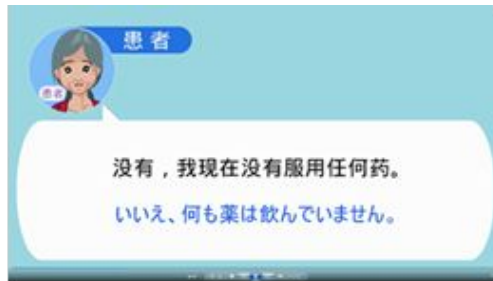 患者
患者
没有，我现在没有服用任何药。
いいえ、何も薬は飲んでいません。